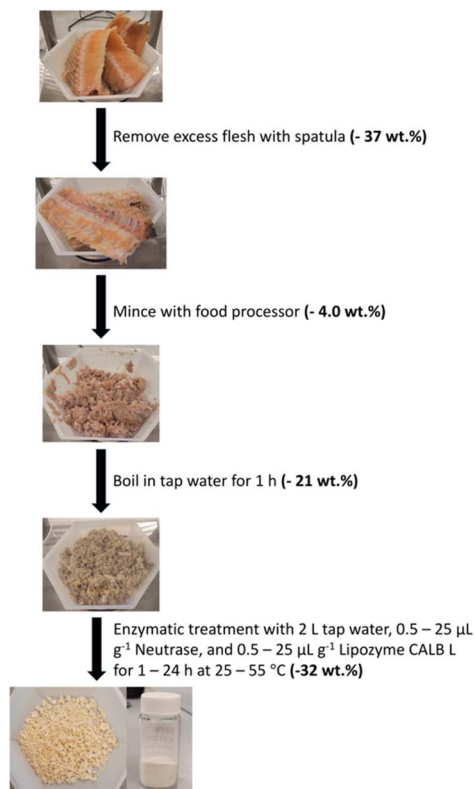 Remove excess flesh with spatula (- 37 wt.%)
Mince with food processor (- 4.0 wt.%)
Boil in tap water for 1 h (- 21 wt.%)
Enzymatic treatment with 2 L tap water, 0.5 – 25 µL
g⁻¹ Neutrase, and 0.5 – 25 µL g⁻¹ Lipozyme CALB L
for 1 – 24 h at 25 – 55 °C (-32 wt.%)